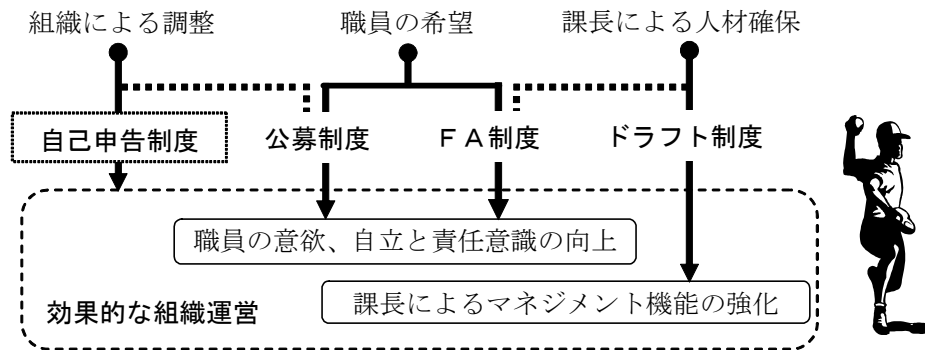 組織による調整
職員の希望
課長による人材確保
自己申告制度
公募制度
ＦＡ制度
ドラフト制度
職員の意欲、自立と責任意識の向上
効果的な組織運営
課長によるマネジメント機能の強化